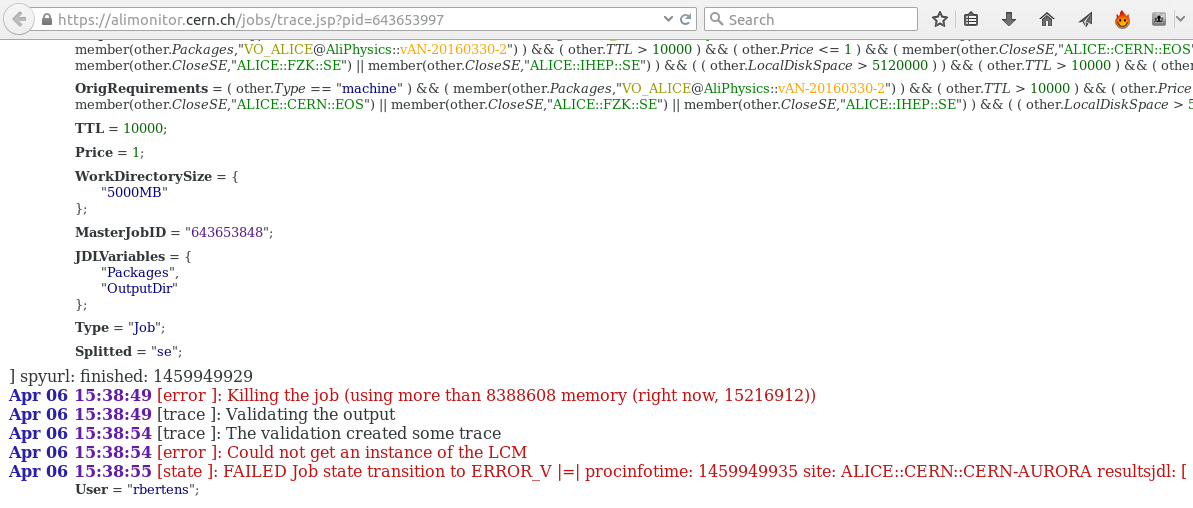 https://alimonitor.cern.ch/jobs/trace.jsp?pid=643653997
Search
member(other.Packages,"VO_ALICE@AliPhysics::vAN-20160330-2") ) && ( other.TTL > 10000 ) && ( other.Price <= 1 ) && ( member(other.CloseSE,"ALICE::CERN::EOS"
member(other.CloseSE,"ALICE::FZK::SE") || member(other.CloseSE,"ALICE::IHEP::SE") ) && ( ( other.LocalDiskSpace > 5120000 ) ) && ( other.TTL > 10000 ) && ( othe
OrigRequirements = ( other.Type == "machine" ) && ( member(other.Packages,"VO_ALICE@AliPhysics::vAN-20160330-2") ) && ( other.TTL > 10000 ) && ( other.Price
member(other.CloseSE,"ALICE::CERN::EOS") || member(other.CloseSE,"ALICE::FZK::SE") || member(other.CloseSE,"ALICE::IHEP::SE") ) && ( ( other.LocalDiskSpace > 5
TTL = 10000;
Price = 1;
WorkDirectorySize = {
"5000MB"
};
MasterJobID = "643653848";
JDLVariables = {
"Packages",
"OutputDir"
};
Type = "Job";
Splitted = "se";
] spyurl: finished: 1459949929
Apr 06 15:38:49 [error ]: Killing the job (using more than 8388608 memory (right now, 15216912))
Apr 06 15:38:49 [trace ]: Validating the output
Apr 06 15:38:54 [trace ]: The validation created some trace
Apr 06 15:38:54 [error ]: Could not get an instance of the LCM
Apr 06 15:38:55 [state ]: FAILED Job state transition to ERROR_V |=| procinfotime: 1459949935 site: ALICE::CERN::CERN-AURORA resultsjdl: [
User = "rbertens";